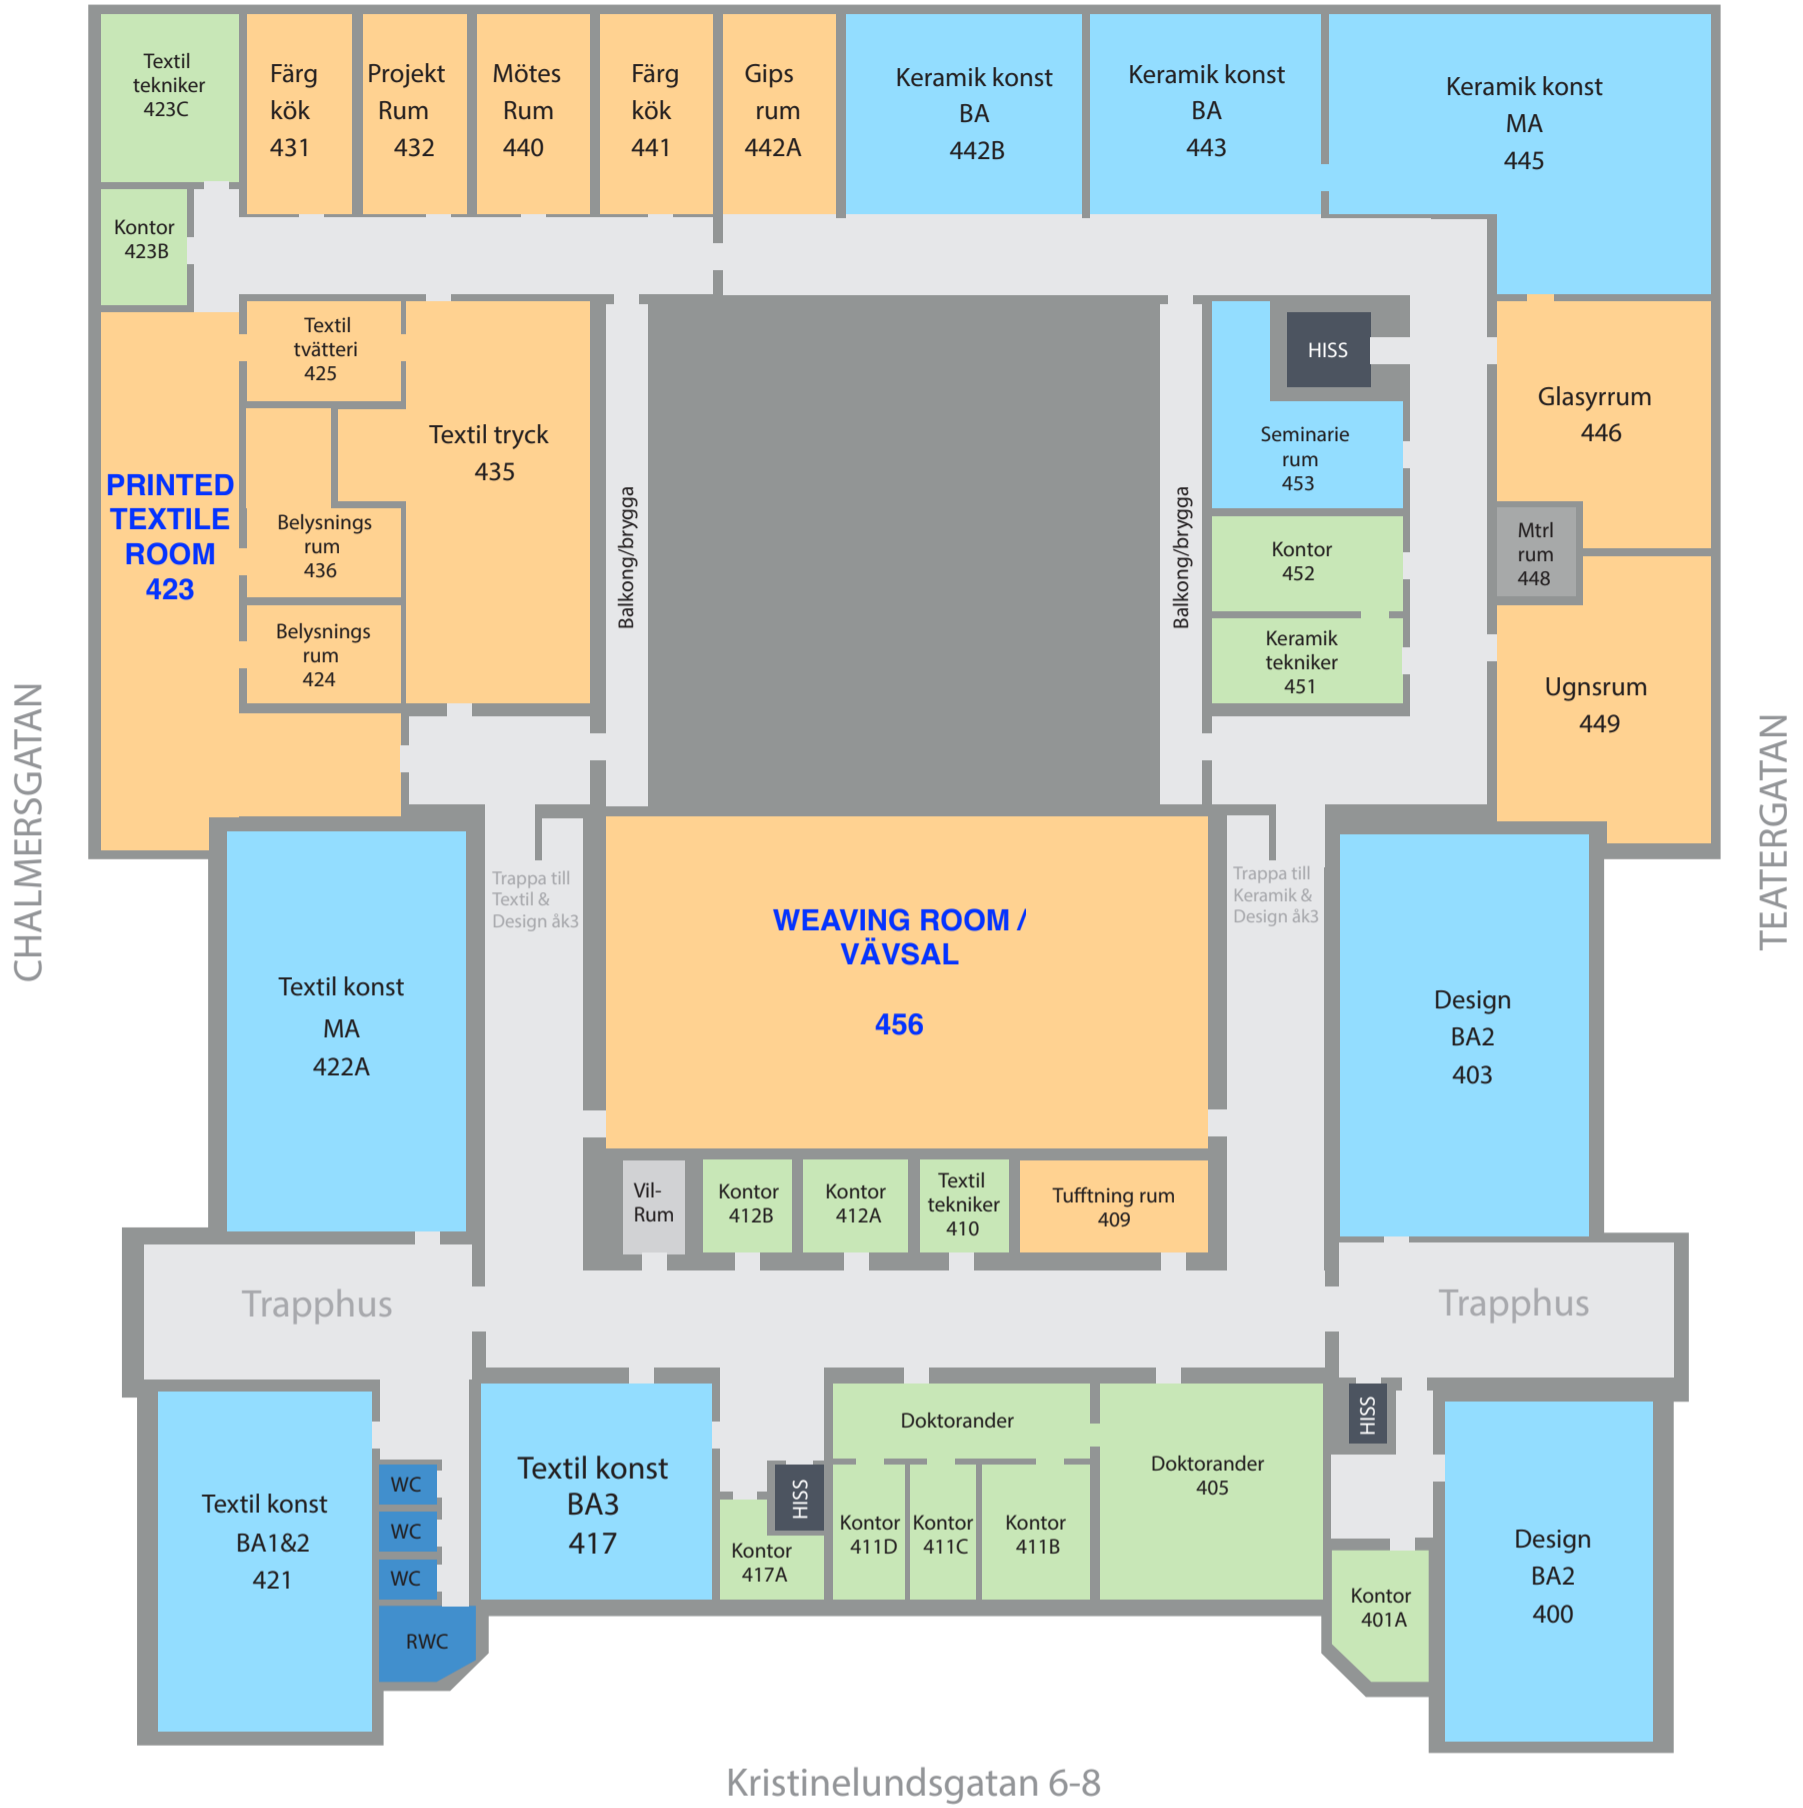 Textil
tekniker
423C
Färg
kök
431
Projekt
Rum
432
Mötes
Rum
440
Färg
kök
441
Gips
rum
442A
Keramik konst
BA
442B
Keramik konst
BA
443
Keramik konst
MA
445
Kontor
423B
Textil
tvätteri
425
Textil tryck
435
PRINTED
TEXTILE
ROOM
423
Belysnings
rum
436
Belysnings
rum
424
Balkong/brygga
Balkong/brygga
HISS
Seminarie
rum
453
Kontor
452
Keramik
tekniker
451
Glasyrrum
446
Mtrl
rum
448
Ugnsrum
449
CHALMERSGATAN
TEATERGATAN
Trappa till
Textil &
Design åk3
WEAVING ROOM /
VÄVSAL
456
Trappa till
Keramik &
Design åk3
Textil konst
MA
422A
Design
BA2
403
Vil-
Rum
Kontor
412B
Kontor
412A
Textil
tekniker
410
Tufftning rum
409
Trapphus
Trapphus
Textil konst
BA1&2
421
WC
WC
WC
RWC
Textil konst
BA3
417
HISS
Kontor
417A
Doktorander
Kontor
411D
Kontor
411C
Kontor
411B
Doktorander
405
HISS
Kontor
401A
Design
BA2
400
Kristinelundsgatan 6-8